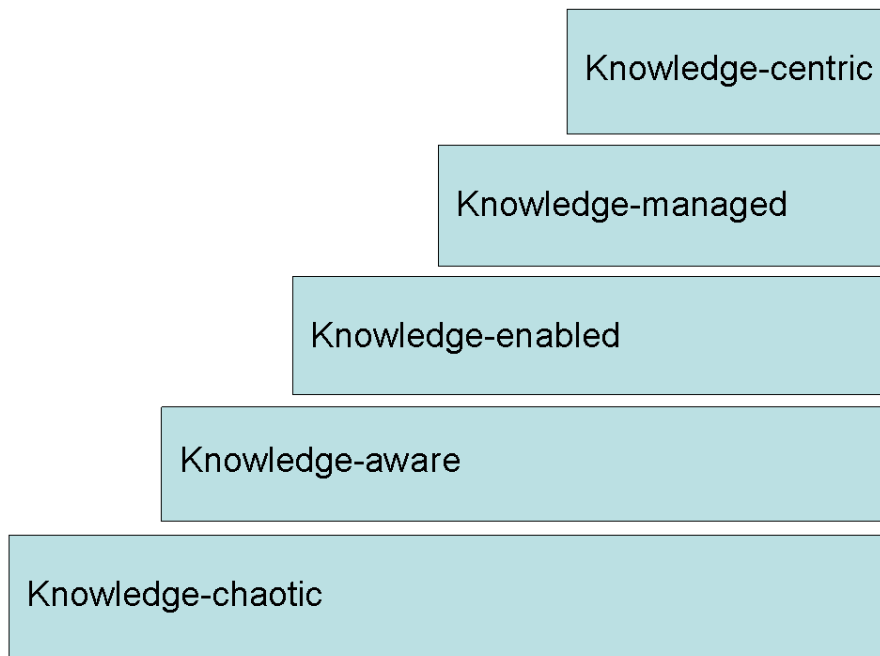 Knowledge-centric
Knowledge-managed
Knowledge-enabled
Knowledge-aware
Knowledge-chaotic